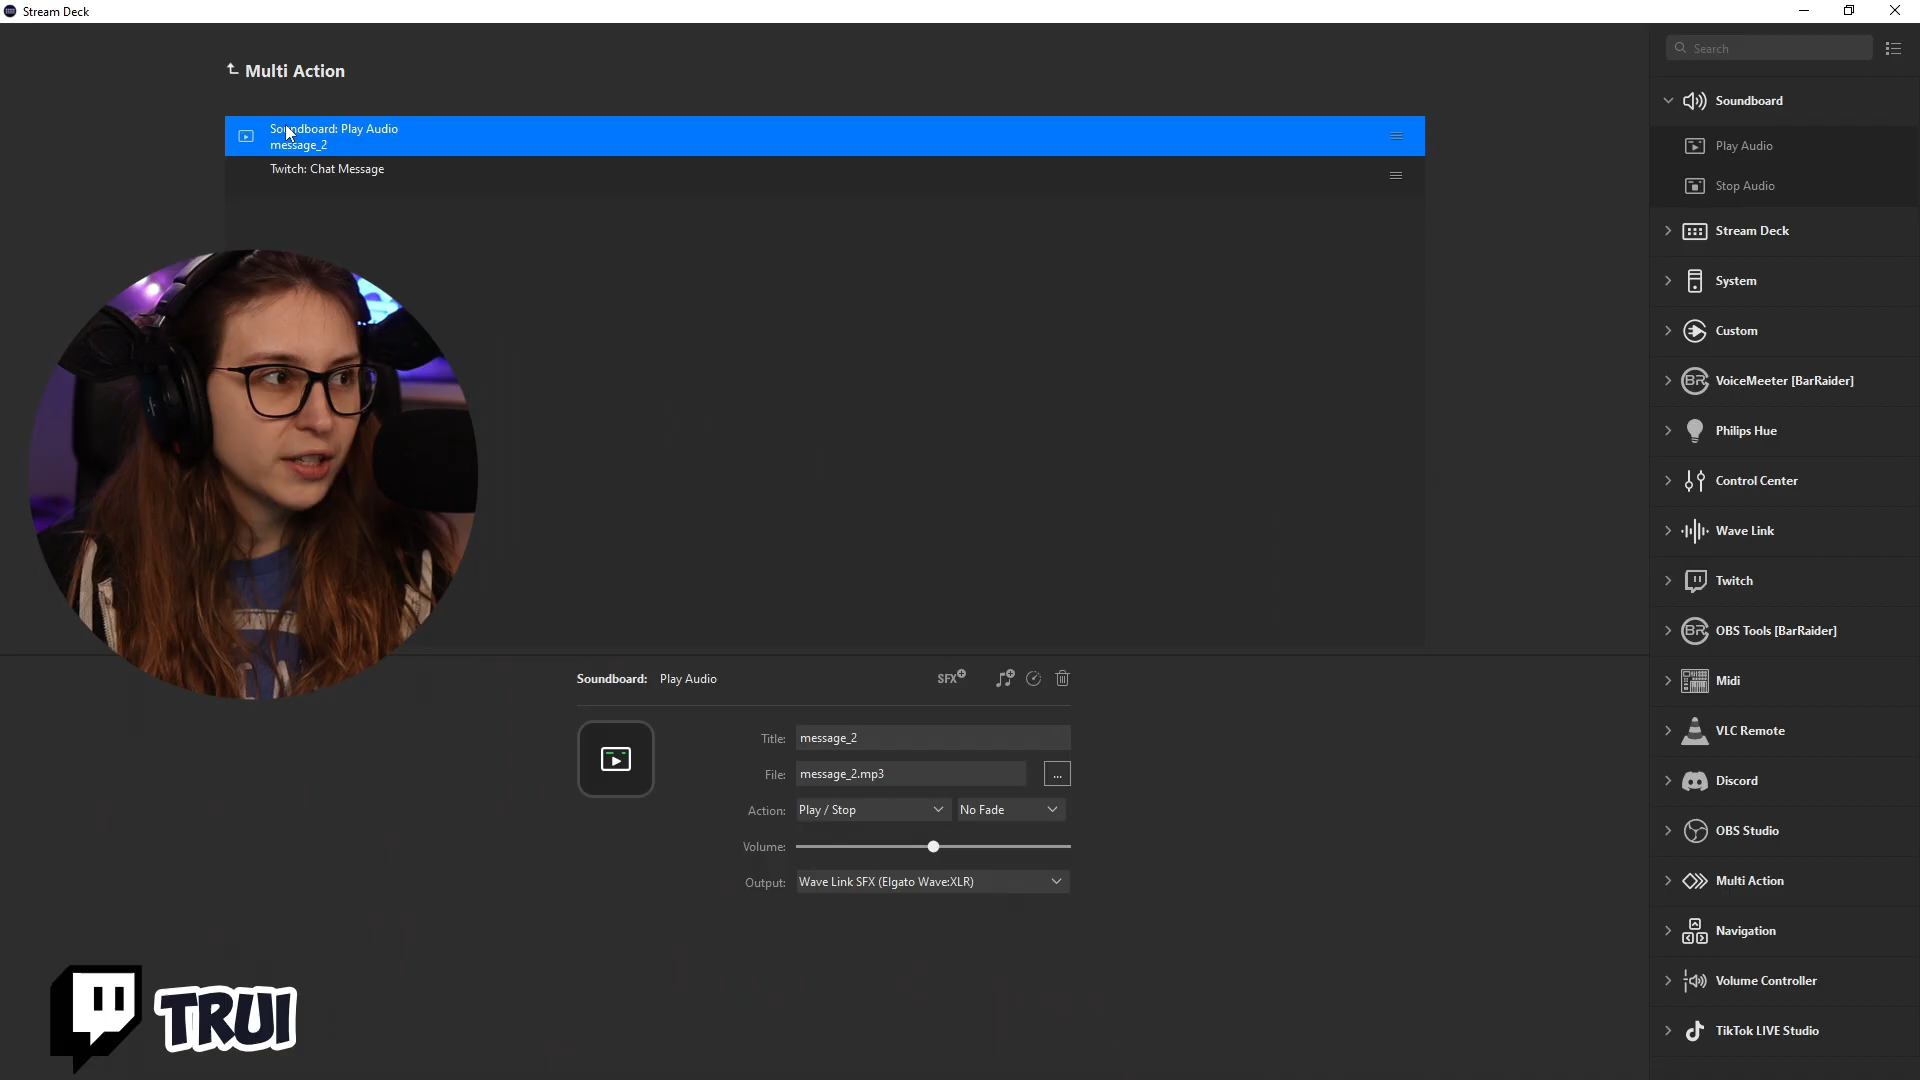 Stream Deck
Multi Action
Soundboard: Play Audio
message_2
Twitch: Chat Message
Soundboard: Play Audio
SFX
Title: message_2
File: message_2.mp3
...
Action: Play / Stop
No Fade
Volume:
Output: Wave Link SFX (Elgato Wave:XLR)
TRUI
Search
Soundboard
Play Audio
Stop Audio
Stream Deck
System
Custom
BR VoiceMeeter [BarRaider]
Philips Hue
Control Center
Wave Link
Twitch
BR OBS Tools [BarRaider]
Midi
VLC Remote
Discord
OBS Studio
Multi Action
Navigation
Volume Controller
TikTok LIVE Studio